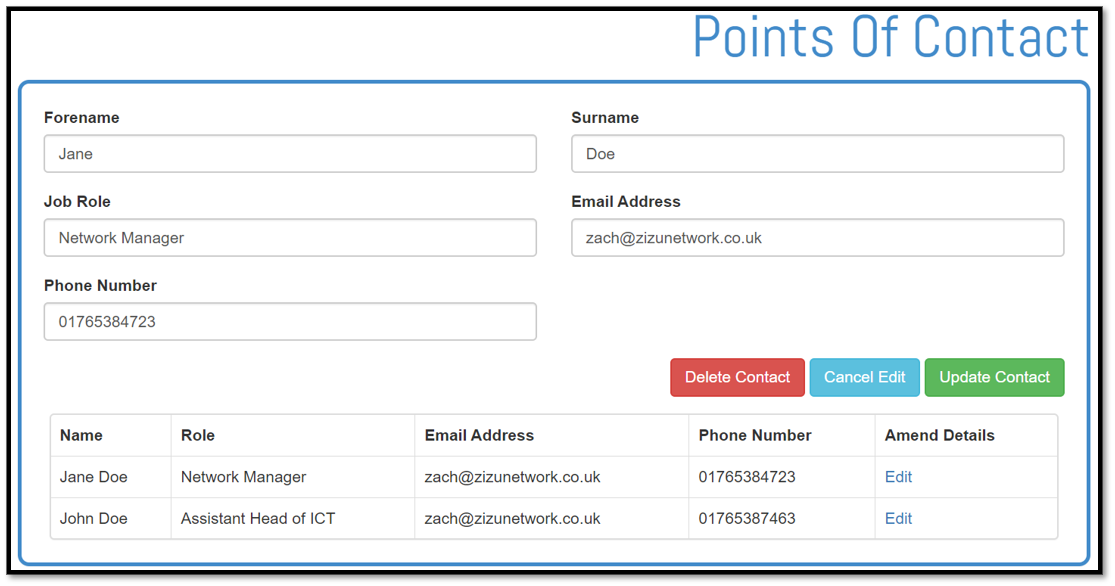 Points Of Contact
Forename Surname
Jane Doe
Job Role Email Address
Network Manager zach@zizunetwork.co.uk
Phone Number
01765384723
Delete Contact Cancel Edit Update Contact
Name Role Email Address Phone Number Amend Details
Jane Doe Network Manager zach@zizunetwork.co.uk 01765384723 Edit
John Doe Assistant Head of ICT zach@zizunetwork.co.uk 01765387463 Edit